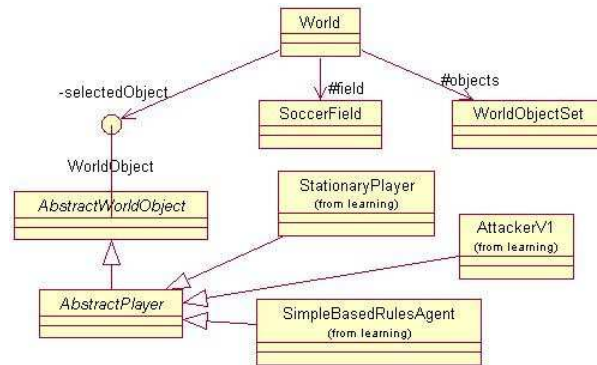 World
-selectedObject
#field
#objects
SoccerField
WorldObjectSet
WorldObject
AbstractWorldObject
StationaryPlayer
(from learning)
AttackerV1
(from learning)
AbstractPlayer
SimpleBasedRulesAgent
(from learning)